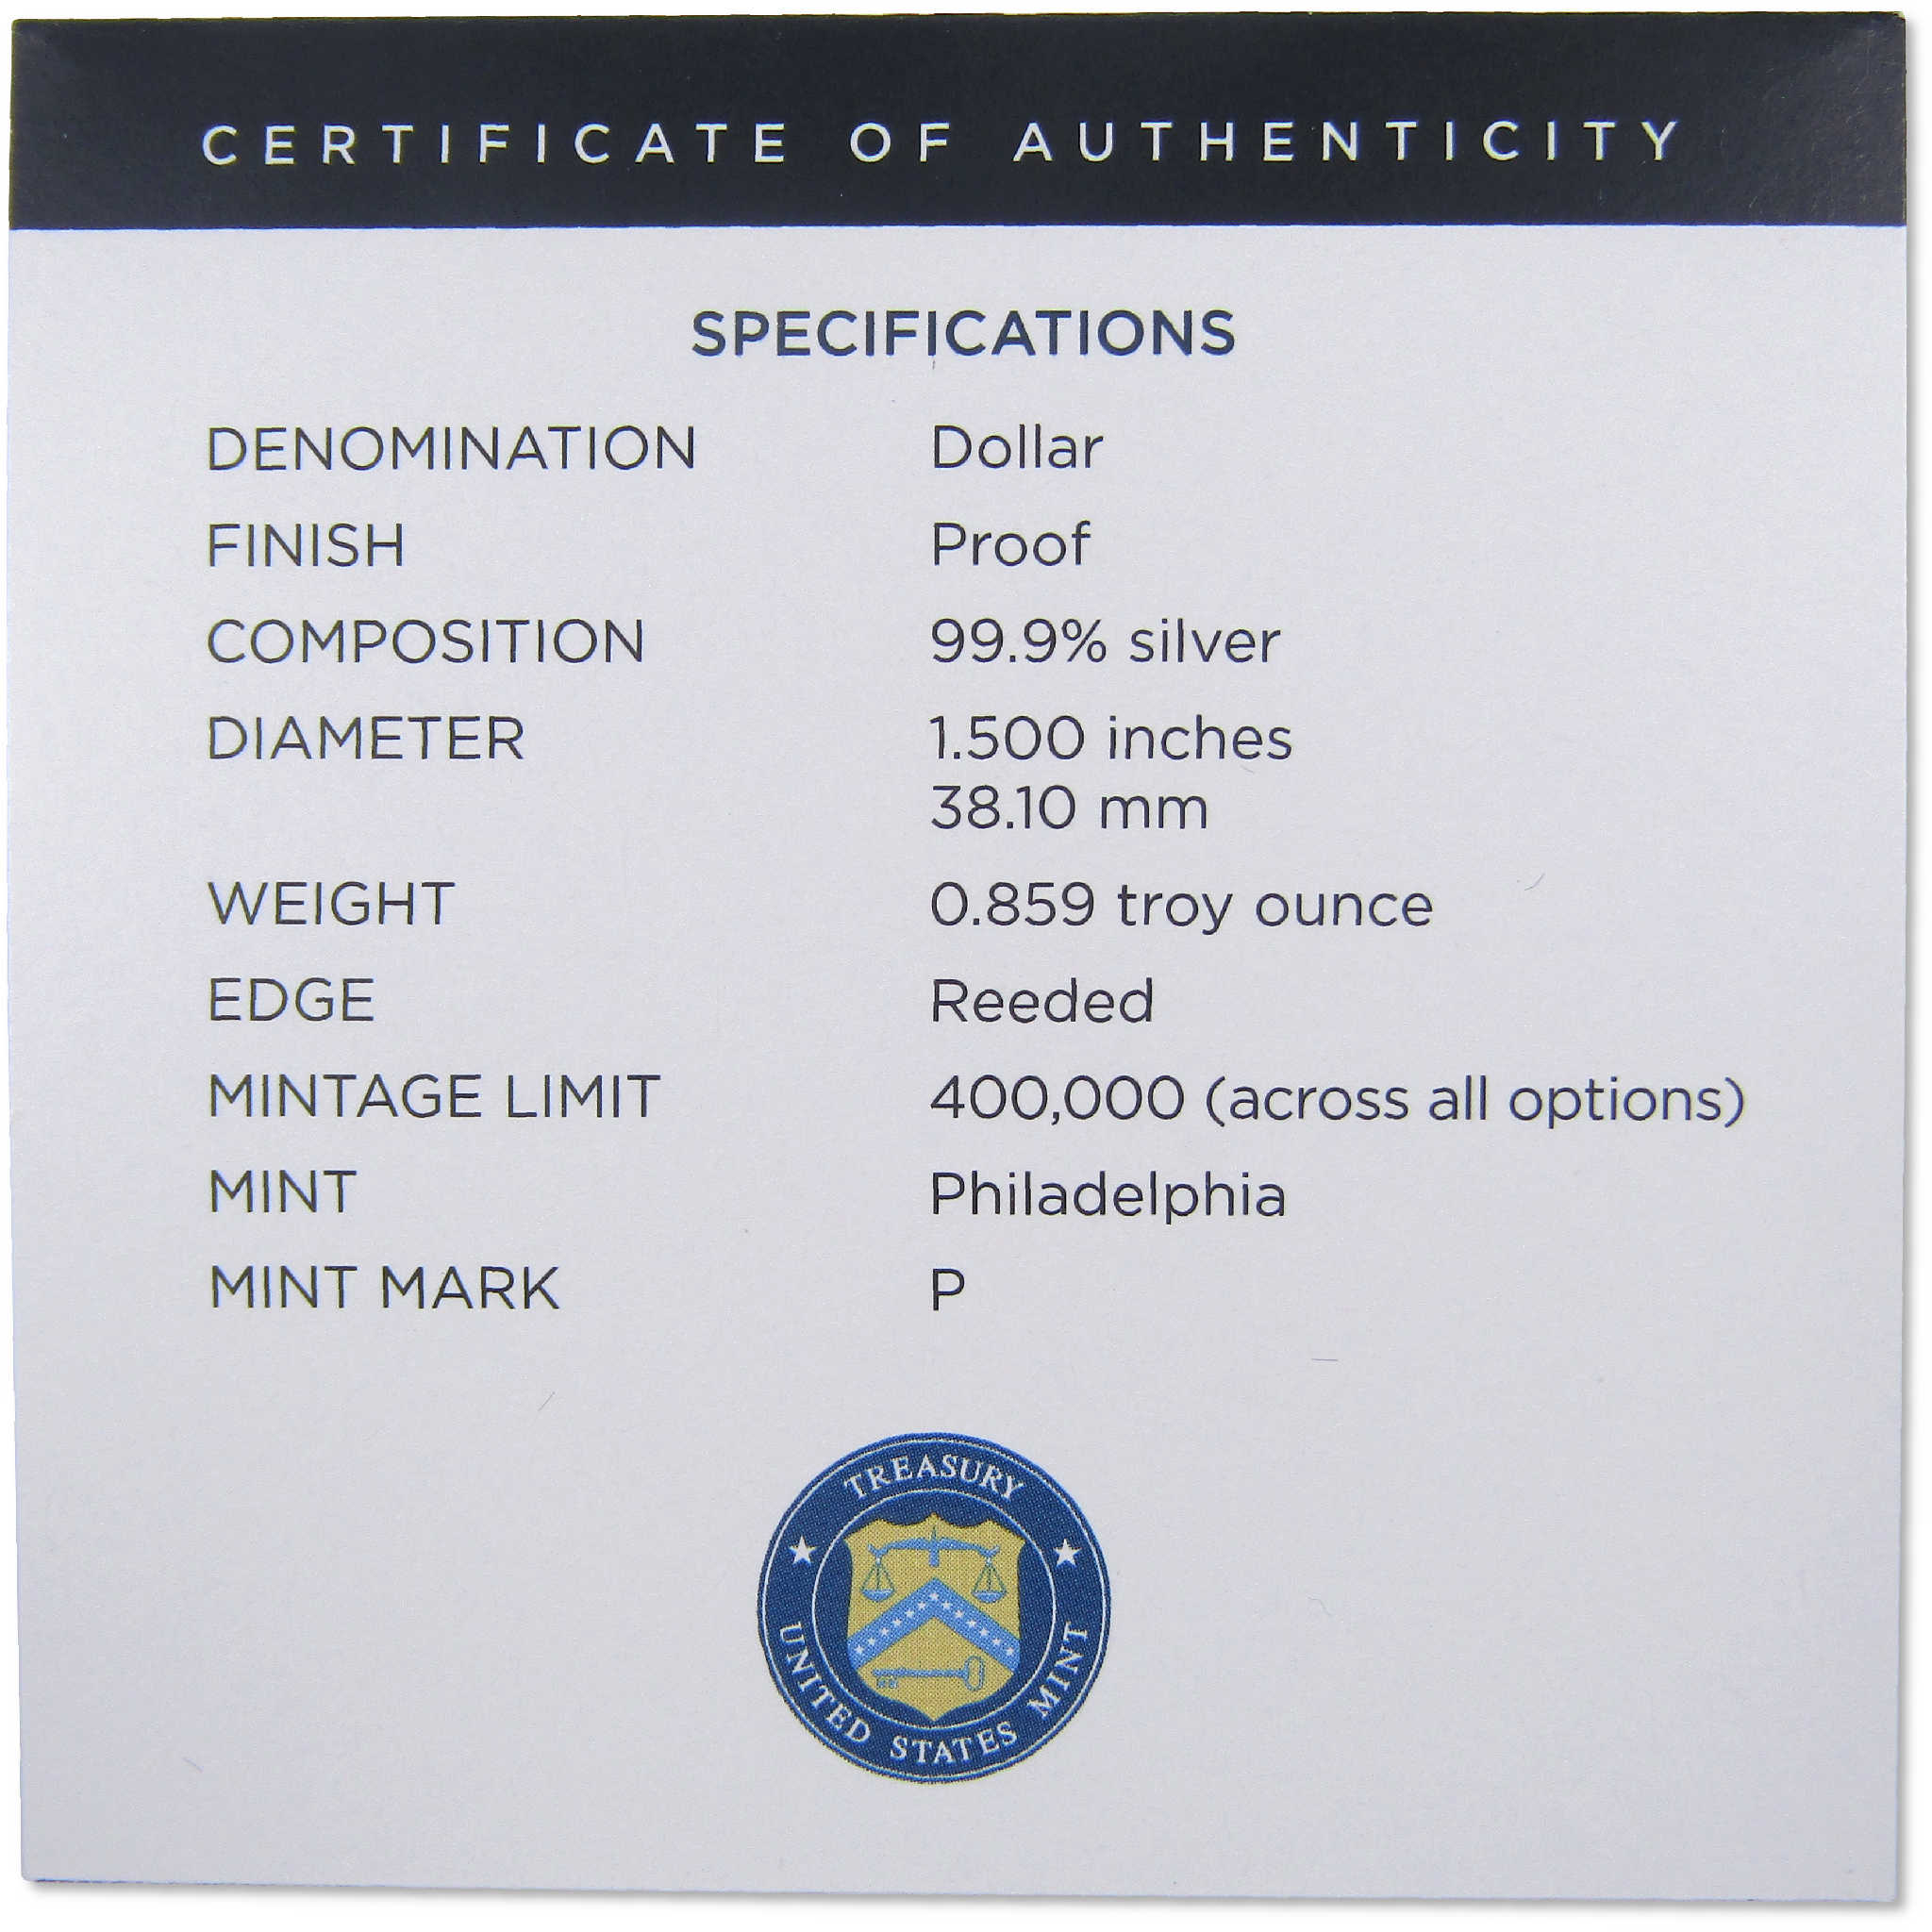 CERTIFICATE OF AUTHENTICITY
SPECIFICATIONS
DENOMINATION Dollar
FINISH Proof
COMPOSITION 99.9% silver
DIAMETER 1.500 inches
38.10 mm
WEIGHT 0.859 troy ounce
EDGE Reeded
MINTAGE LIMIT 400,000 (across all options)
MINT Philadelphia
MINT MARK P
TREASURY
UNITED STATES MINT